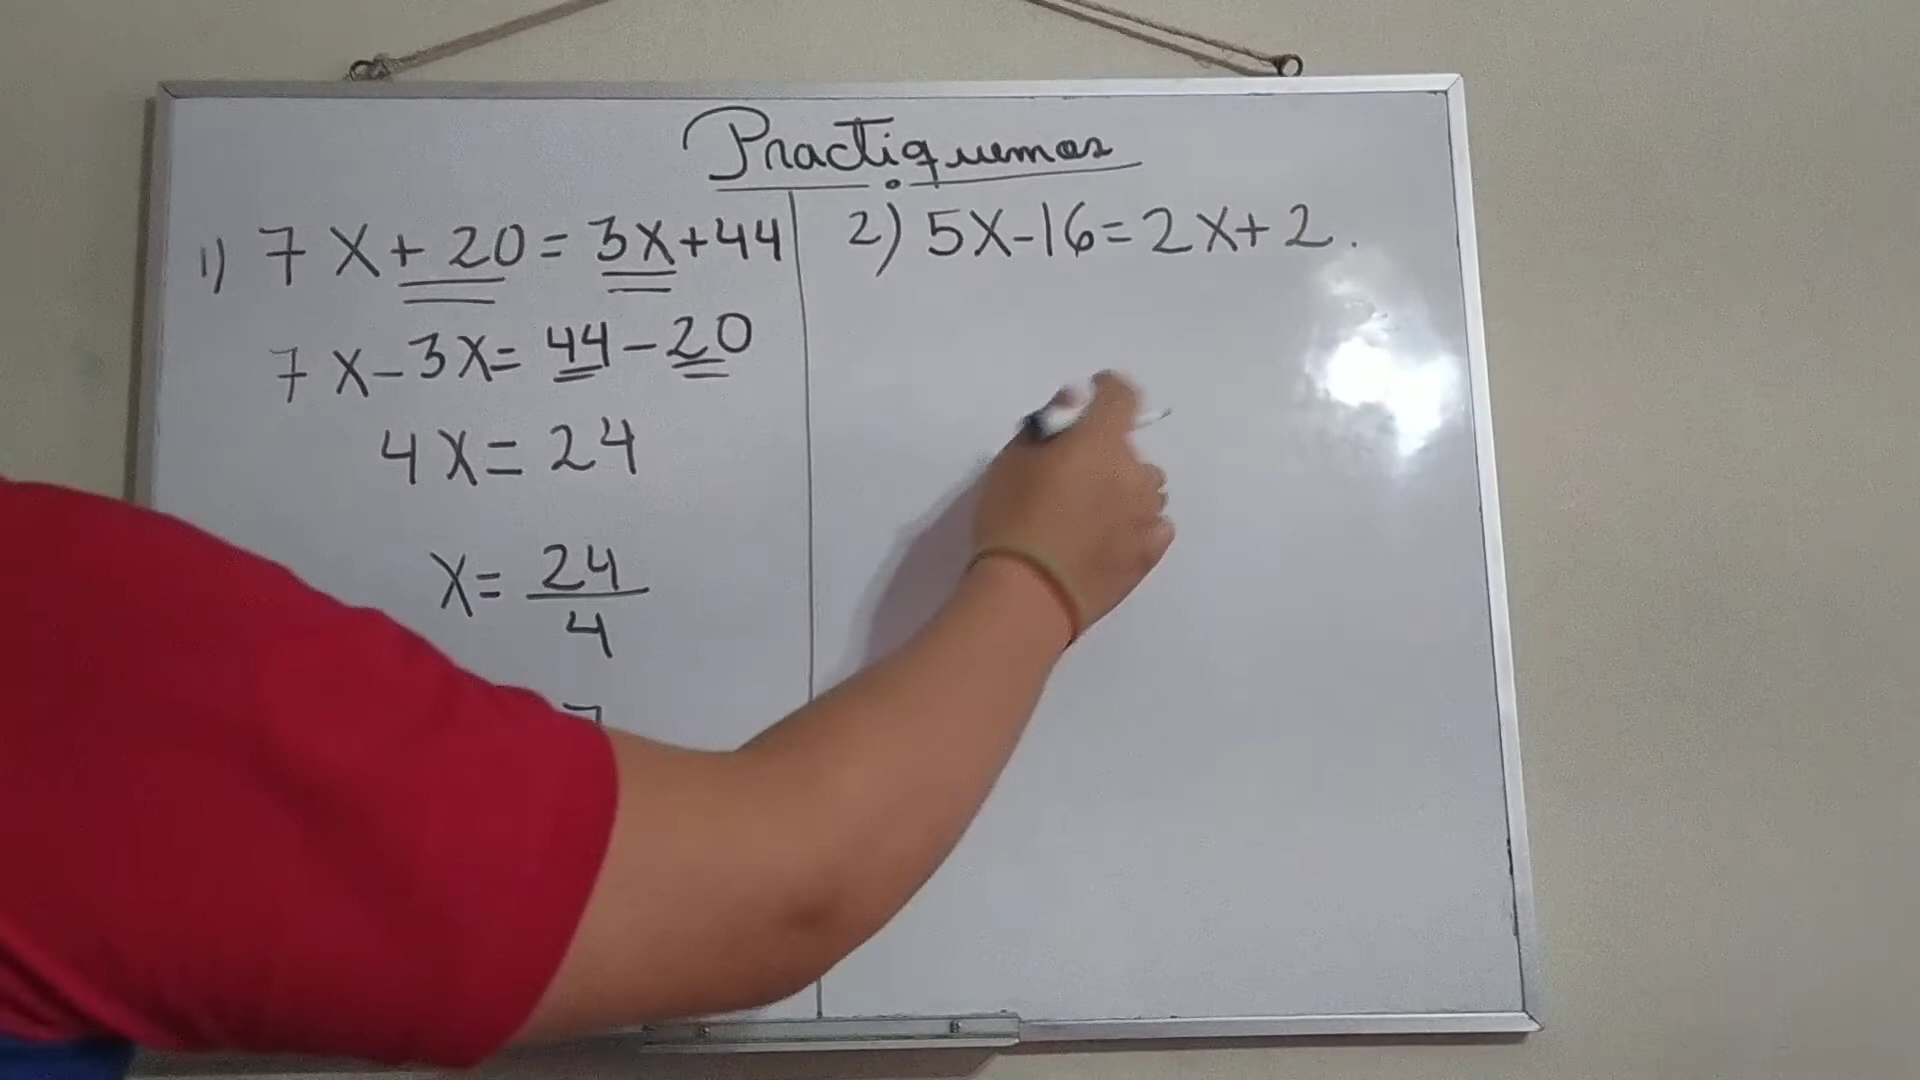 Practiquemos
1) 7x + 20 = 3x + 44
7x - 3x = 44 - 20
4x = 24
x = 24/4
2) 5x - 16 = 2x + 2.